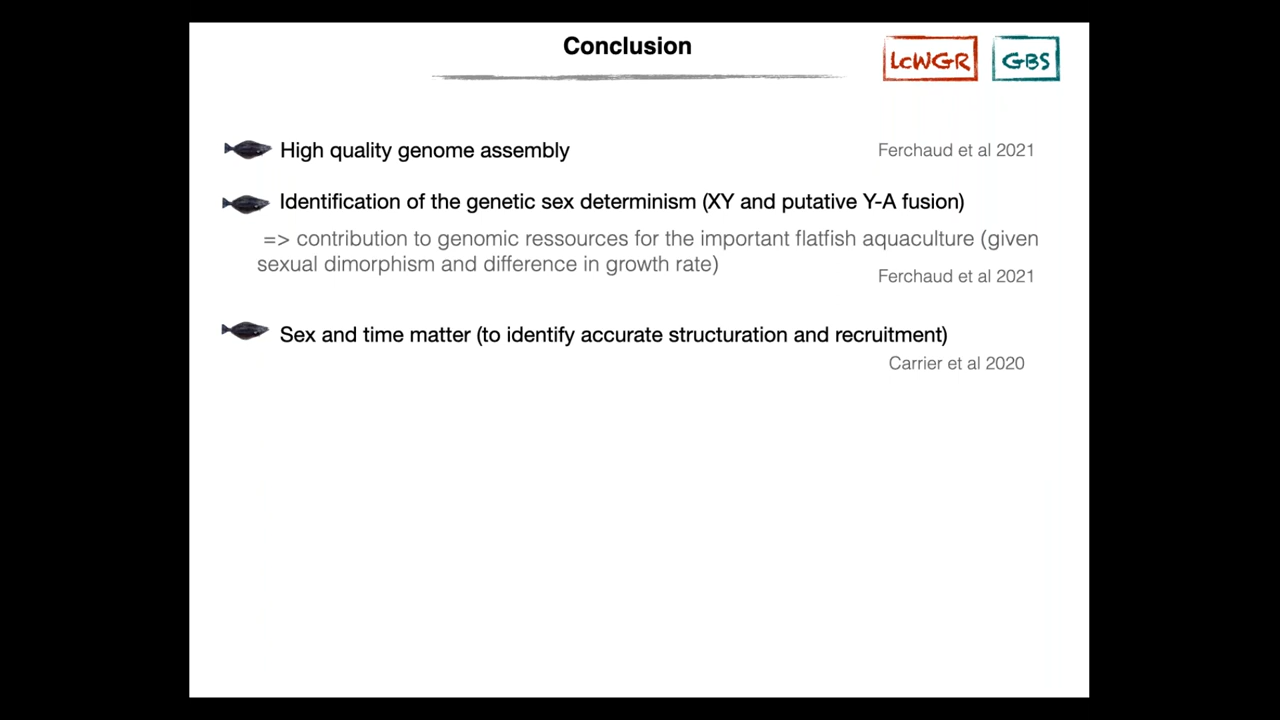 Conclusion
LcWGR
GBS
High quality genome assembly
Ferchaud et al 2021
Identification of the genetic sex determinism (XY and putative Y-A fusion)
=> contribution to genomic ressources for the important flatfish aquaculture (given
sexual dimorphism and difference in growth rate)
Ferchaud et al 2021
Sex and time matter (to identify accurate structuration and recruitment)
Carrier et al 2020